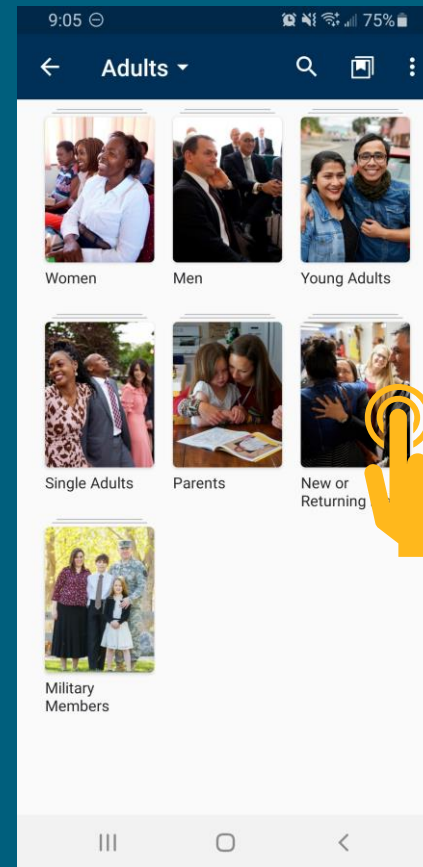 9:05 75%
Adults
Women Men Young Adults
Single Adults Parents New or
Returning
Military
Members